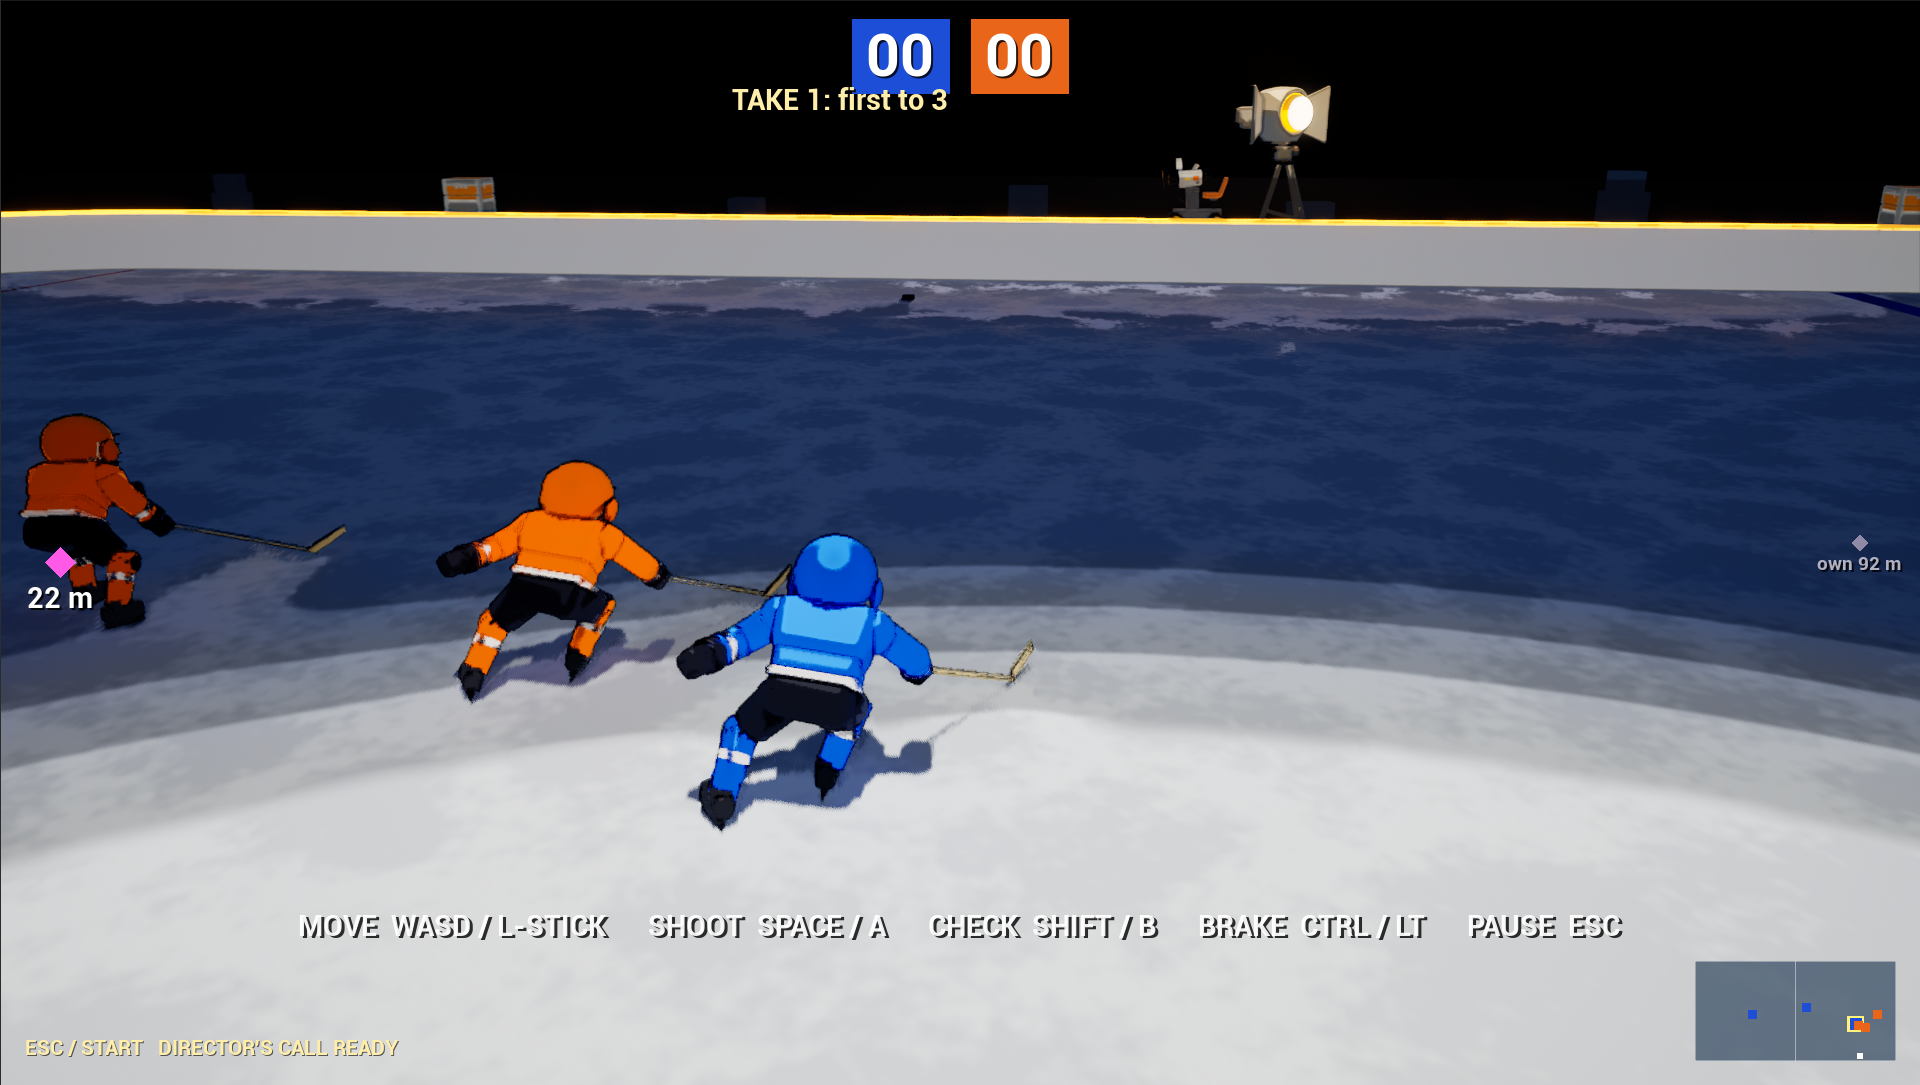 00 00
TAKE 1: first to 3
22 m
own 92 m
MOVE WASD / L-STICK SHOOT SPACE / A CHECK SHIFT / B BRAKE CTRL / LT PAUSE ESC
ESC / START DIRECTOR'S CALL READY